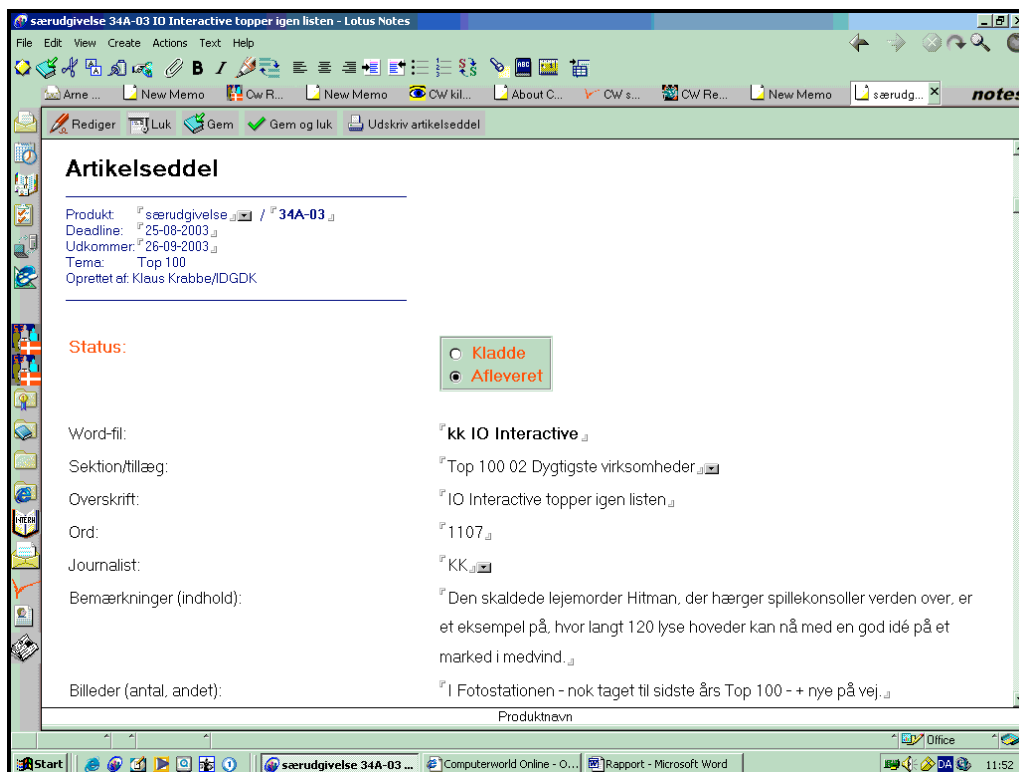 særudgivelse 34A-03 IO Interactive topper igen listen - Lotus Notes
File Edit View Create Actions Text Help
Arne ... New Memo Cw R... New Memo CW kil... About C... CW s... CW Re... New Memo særudg... notes
Rediger Luk Gem Gem og luk Udskriv artikelseddel
Artikelseddel
Produkt: særudgivelse / 34A-03
Deadline: 25-08-2003
Udkommer: 26-09-2003
Tema: Top 100
Oprettet af: Klaus Krabbe/IDGDK
Status:
Kladde
Afleveret
Word-fil: kk IO Interactive
Sektion/tillæg: Top 100 02 Dygtigste virksomheder
Overskrift: IO Interactive topper igen listen
Ord: 1107
Journalist: KK
Bemærkninger (indhold): Den skaldede lejemorder Hitman, der hærger spillekonsoller verden over, er
et eksempel på, hvor langt 120 lyse hoveder kan nå med en god idé på et
marked i medvind.
Billeder (antal, andet): I Fotostationen - nok taget til sidste års Top 100 - + nye på vej.
Produktnavn
Office
Start særudgivelse 34A-03 ... Computerworld Online - O... Rapport - Microsoft Word DA 11:52